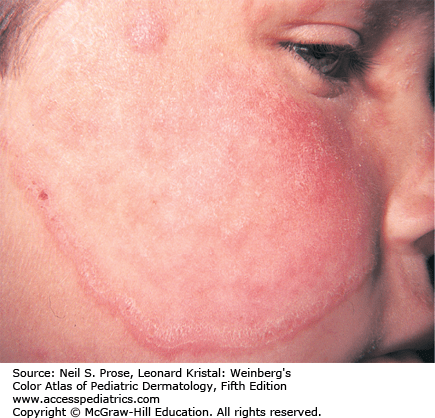 Source: Neil S. Prose, Leonard Kristal: Weinberg's
Color Atlas of Pediatric Dermatology, Fifth Edition
www.accesspediatrics.com
Copyright © McGraw-Hill Education. All rights reserved.